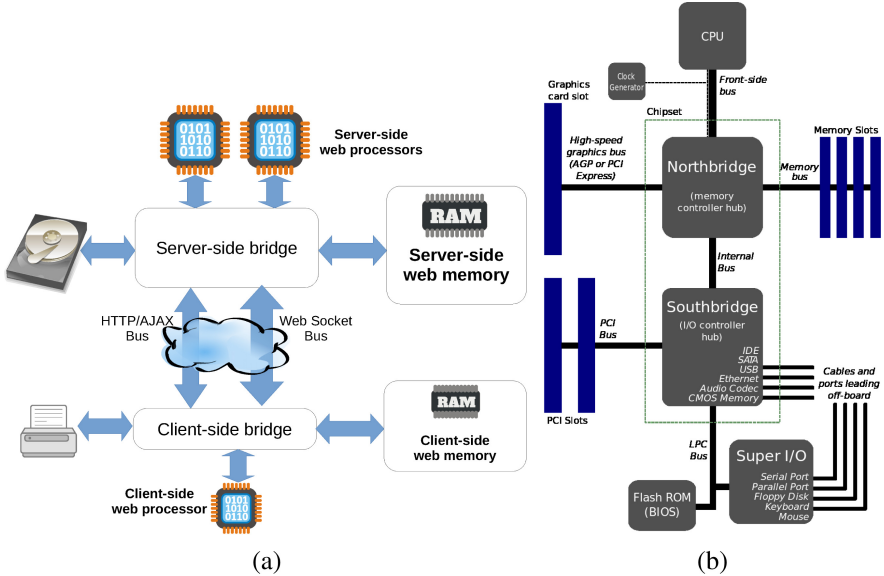 0101
1010
0110
0101
1010
0110
Server-side
web processors
Server-side bridge
RAM
Server-side
web memory
HTTP/AJAX
Bus
Web Socket
Bus
Client-side bridge
RAM
Client-side
web memory
Client-side
web processor
0101
1010
0110
(a)
CPU
Clock
Generator
Front-side
bus
Graphics
card slot
Chipset
High-speed
graphics bus
(AGP or PCI
Express)
Northbridge
(memory
controller hub)
Memory
bus
Memory Slots
Internal
Bus
Southbridge
(I/O controller
hub)
PCI
Bus
PCI Slots
IDE
SATA
USB
Ethernet
Audio Codec
CMOS Memory
Cables and
ports leading
off-board
LPC
Bus
Super I/O
Serial Port
Parallel Port
Floppy Disk
Keyboard
Mouse
Flash ROM
(BIOS)
(b)